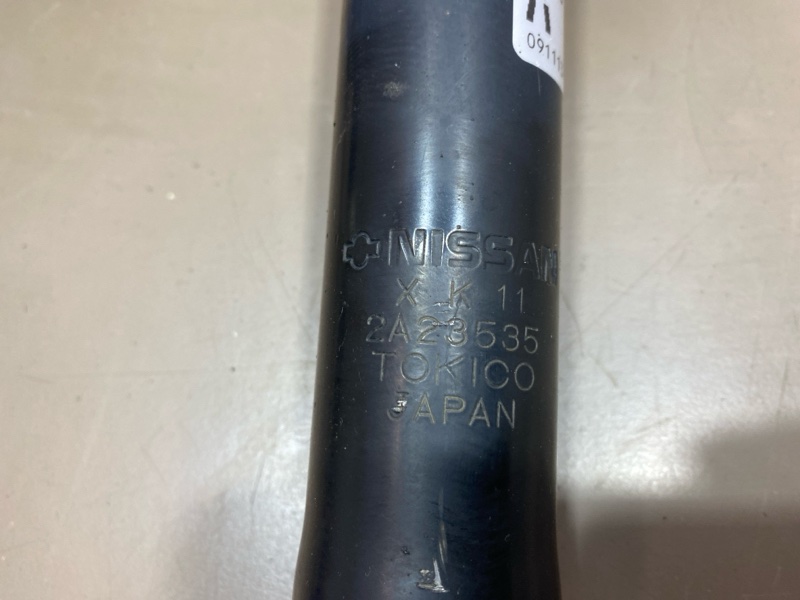 NISSAN
X K 11
2A23535
TOKICO
JAPAN